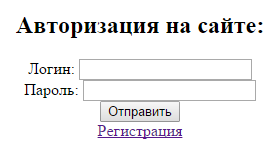 Авторизация на сайте:
Логин:
Пароль:
Отправить
Регистрация